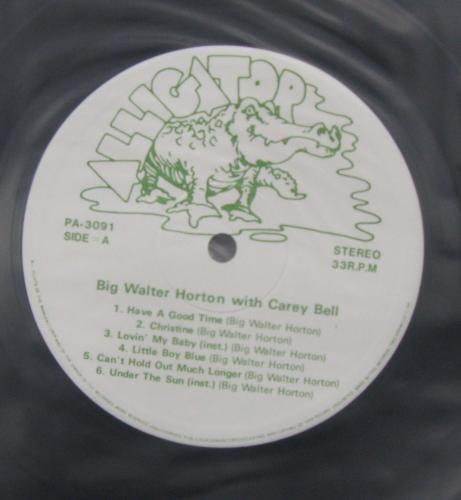 ALLIGATOR
PA-3091
SIDE=A
STEREO
33R.P.M
Big Walter Horton with Carey Bell
1. Have A Good Time (Big Walter Horton)
2. Christine (Big Walter Horton)
3. Lovin' My Baby (inst.) (Big Walter Horton)
4. Little Boy Blue (Big Walter Horton)
5. Can't Hold Out Much Longer (Big Walter Horton)
6. Under The Sun (inst.) (Big Walter Horton)